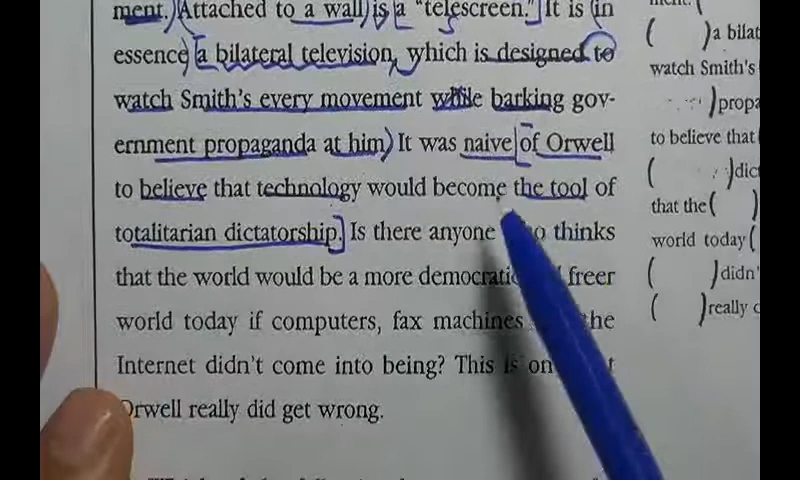 ment. Attached to a wall is a "telescreen." It is in
essence a bilateral television, which is designed to
watch Smith's every movement while barking gov-
ernment propaganda at him. It was naive of Orwell
to believe that technology would become the tool of
totalitarian dictatorship. Is there anyone thinks
that the world would be a more freer
world today if computers, fax machines the
Internet didn't come into being? This is
Orwell really did get wrong.
( )a bilat
watch Smith's
( )propa
to believe that
( )dict
that the ( )
world today (
( )didn'
( )really c